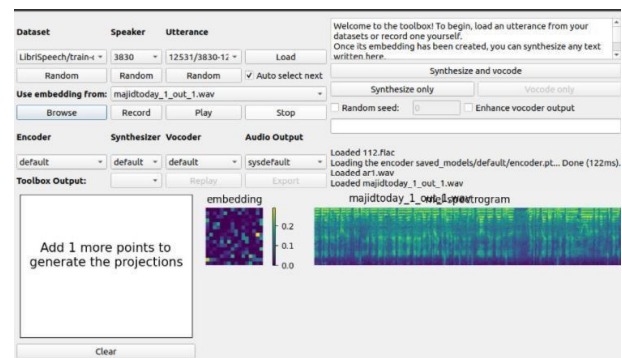 Dataset Speaker Utterance
LibriSpeech/train-c 3830 12531/3830-12 Load
Random Random Random Auto select next
Use embedding from: majidtoday_1_out_1.wav
Browse Record Play Stop
Encoder Synthesizer Vocoder Audio Output
default default default sysdefault
Toolbox Output: Replay Export
Welcome to the toolbox! To begin, load an utterance from your
datasets or record one yourself.
Once its embedding has been created, you can synthesize any text
written here.
Synthesize and vocode
Synthesize only Vocode only
Random seed: 0 Enhance vocoder output
Loaded 112.flac
Loading the encoder saved_models/default/encoder.pt... Done (122ms).
Loaded ar1.wav
Loaded majidtoday_1_out_1.wav
embedding
majidtoday_1_out_1.wav
mel spectrogram
0.2
0.1
0.0
Add 1 more points to
generate the projections
Clear